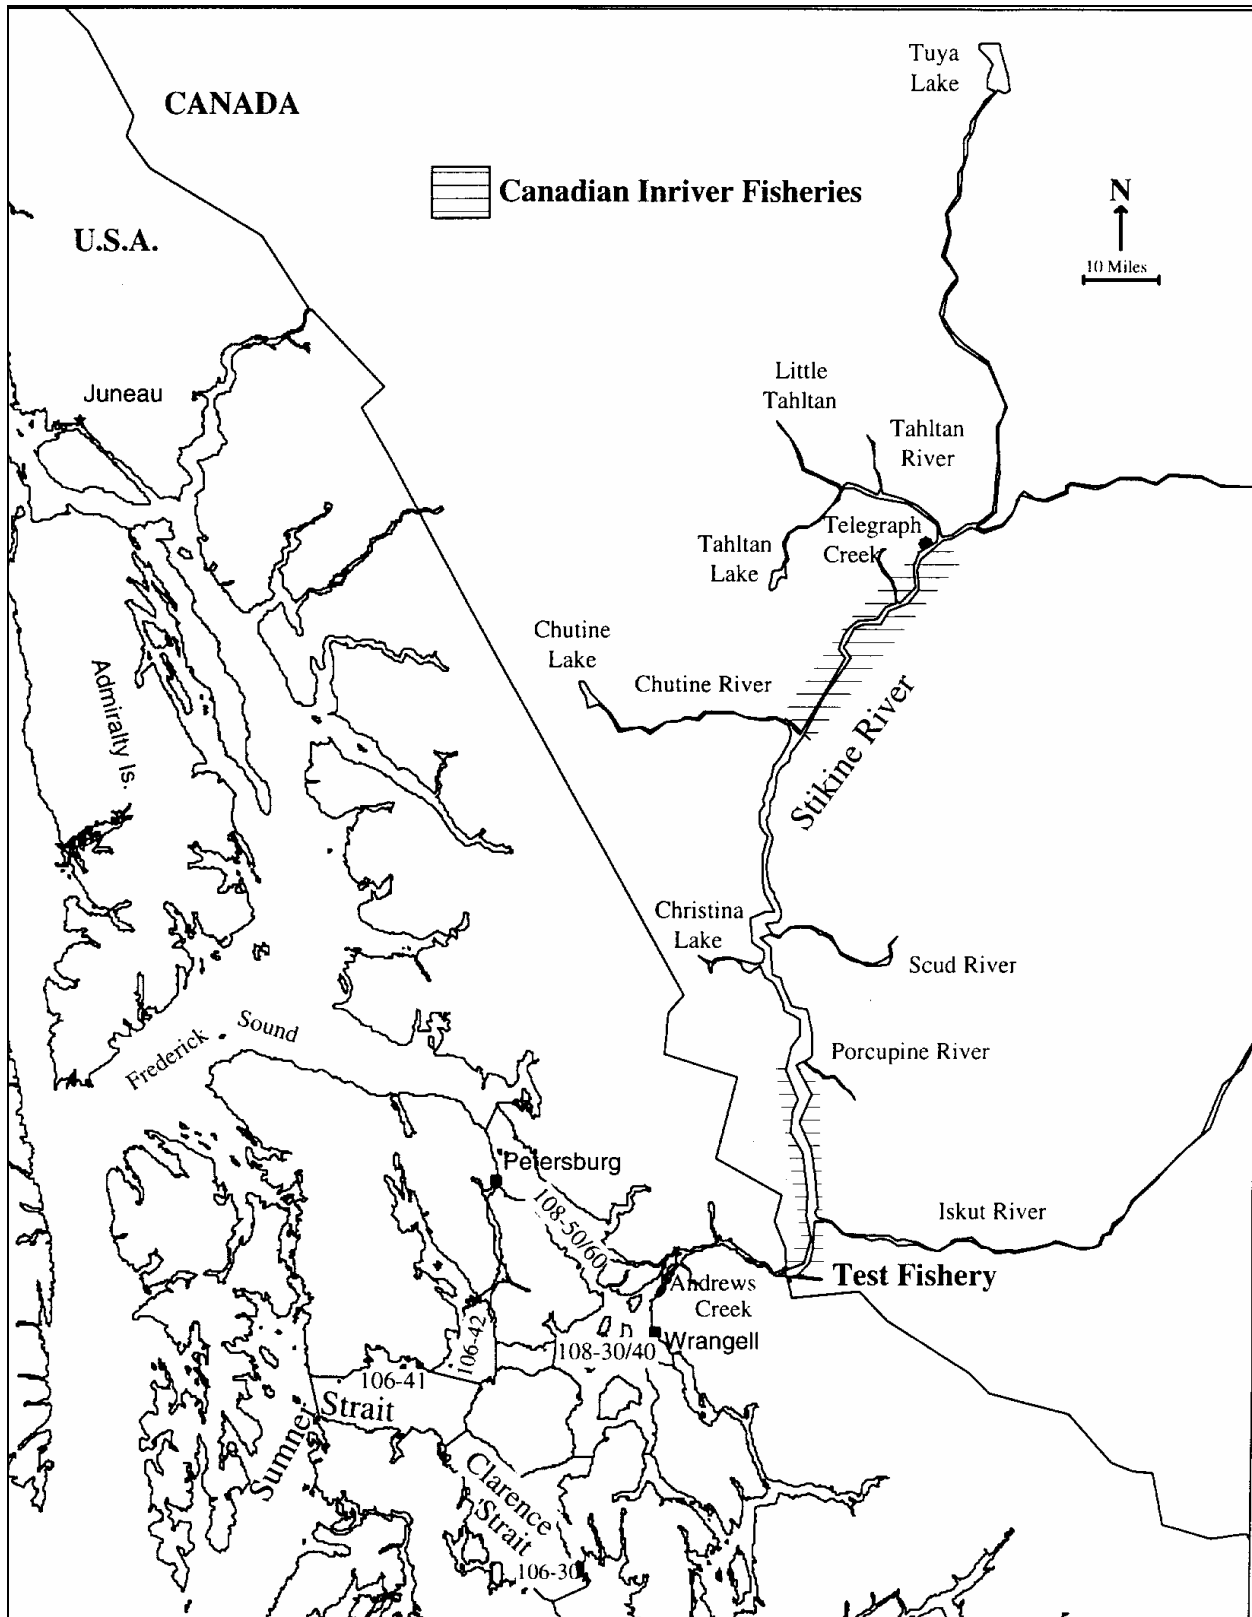 Tuya
Lake
CANADA
Canadian Inriver Fisheries
N
U.S.A.
10 Miles
Little
Tahltan
Juneau
Tahltan
River
Telegraph
Creek
Tahltan
Lake
Chutine
Lake
Admiralty Is.
Chutine River
Stikine River
Christina
Lake
Scud River
Frederick Sound
Porcupine River
Petersburg
108-50/60
Iskut River
Test Fishery
Andrews
Creek
Wrangell
106-42
108-30/40
106-41
Sumner Strait
Clarence
Strait
106-30